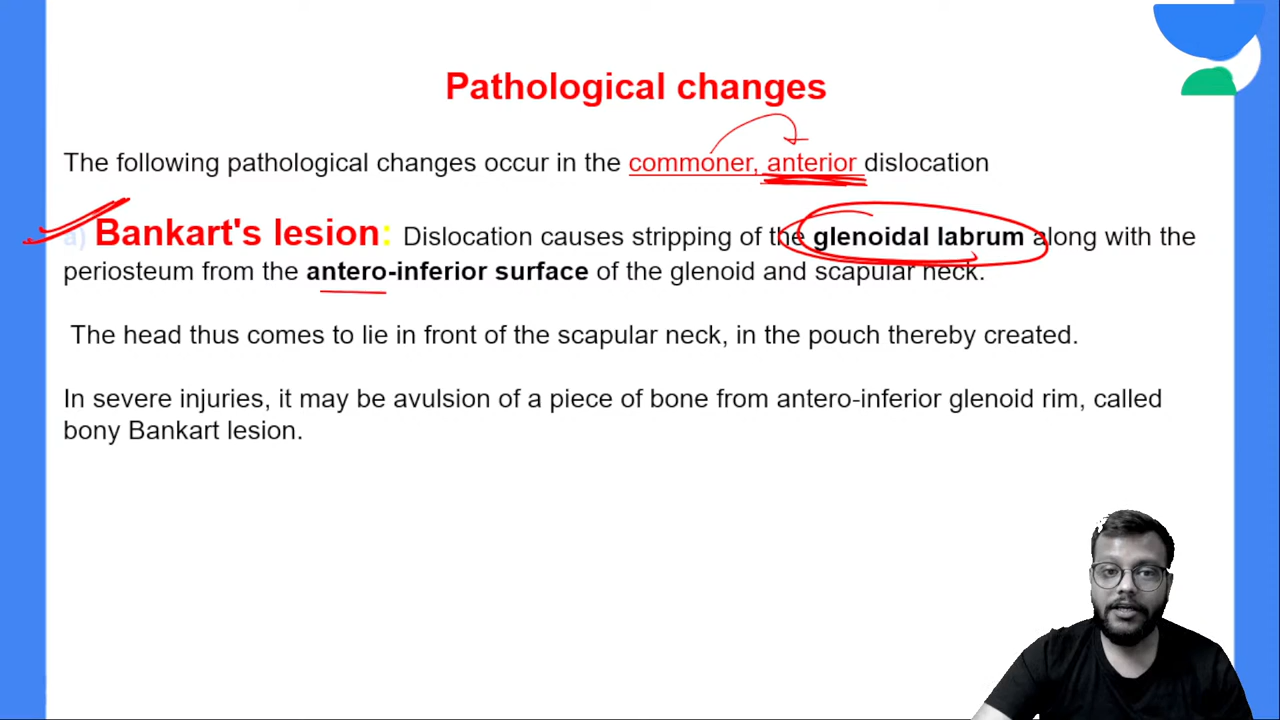 Pathological changes
The following pathological changes occur in the commoner, anterior dislocation
a) Bankart's lesion: Dislocation causes stripping of the glenoidal labrum along with the
periosteum from the antero-inferior surface of the glenoid and scapular neck.
The head thus comes to lie in front of the scapular neck, in the pouch thereby created.
In severe injuries, it may be avulsion of a piece of bone from antero-inferior glenoid rim, called
bony Bankart lesion.